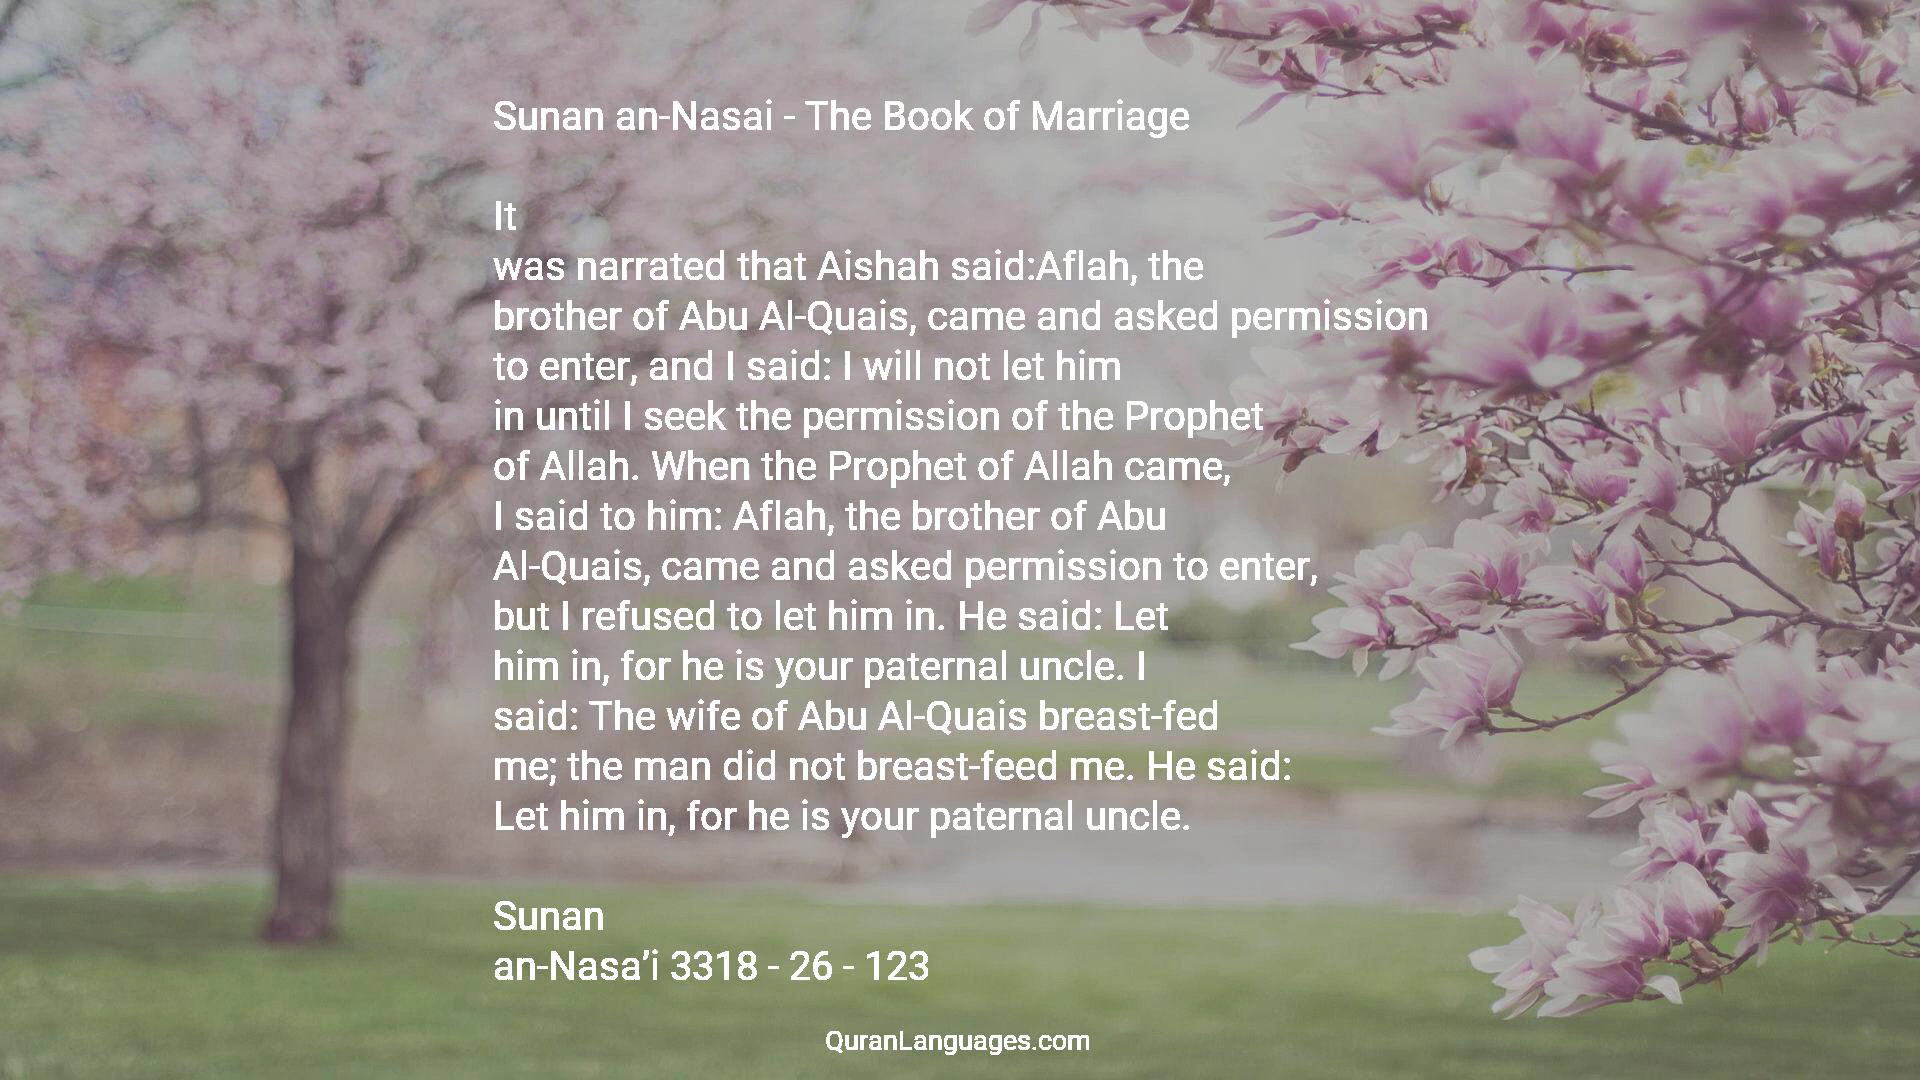 Sunan an-Nasai - The Book of Marriage
It
was narrated that Aishah said:Aflah, the
brother of Abu Al-Quais, came and asked permission
to enter, and I said: I will not let him
in until I seek the permission of the Prophet
of Allah. When the Prophet of Allah came,
I said to him: Aflah, the brother of Abu
Al-Quais, came and asked permission to enter,
but I refused to let him in. He said: Let
him in, for he is your paternal uncle. I
said: The wife of Abu Al-Quais breast-fed
me; the man did not breast-feed me. He said:
Let him in, for he is your paternal uncle.
Sunan
an-Nasa’i 3318 - 26 - 123
QuranLanguages.com